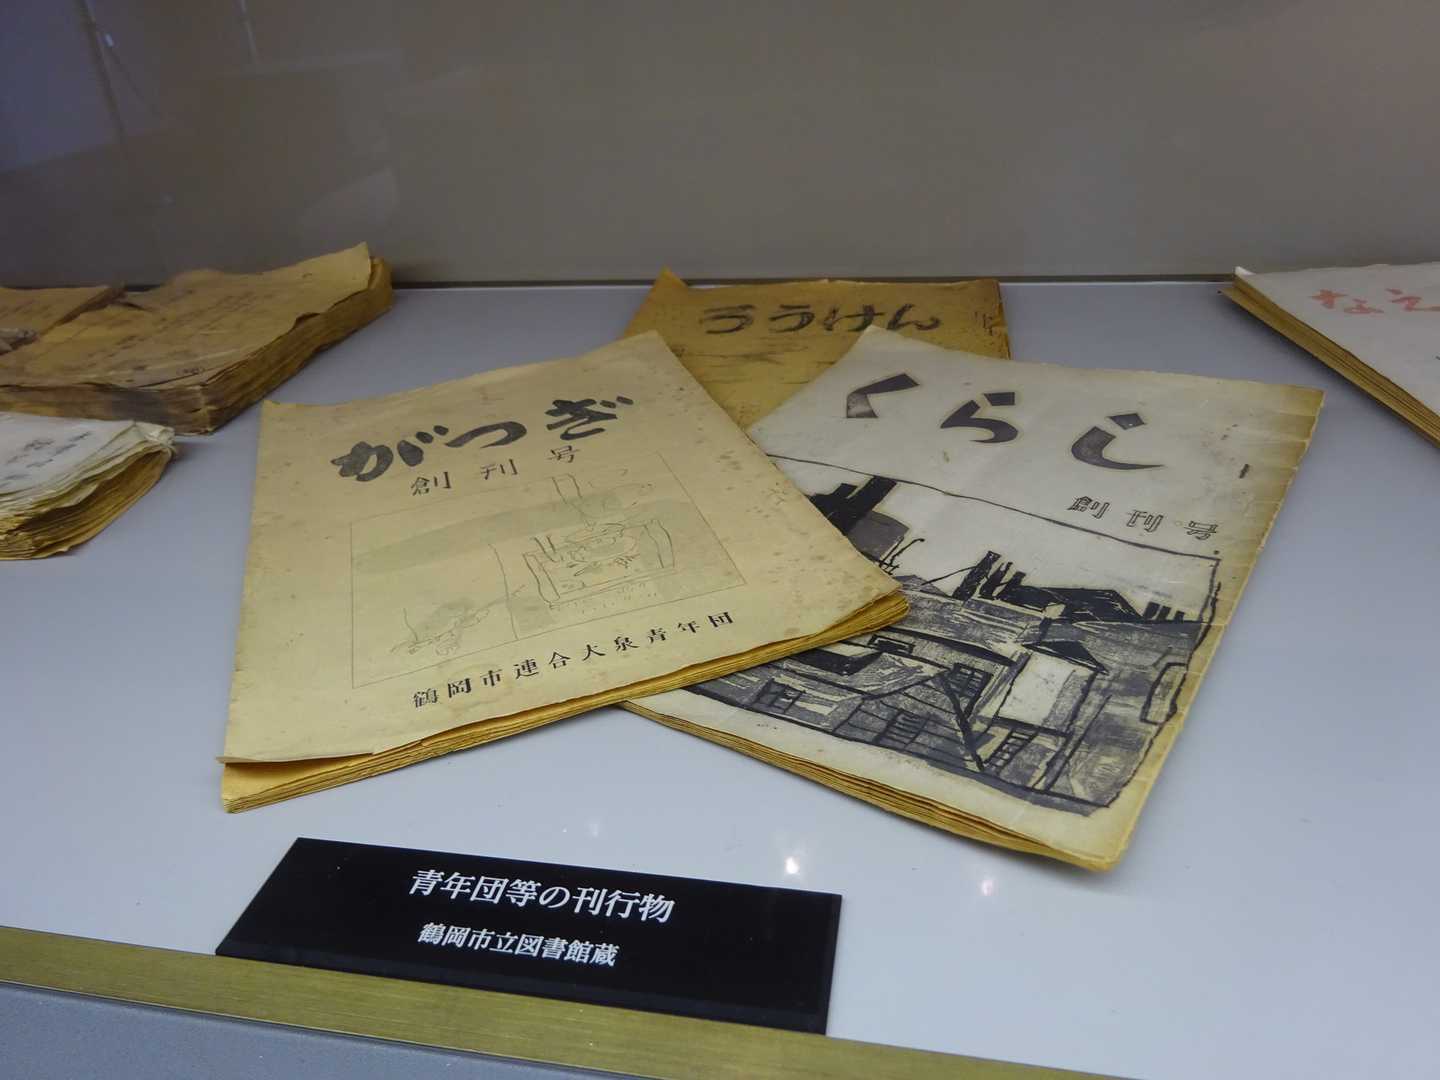 がつぎ
創刊号
鶴岡市連合大泉青年団
うけん
くらし
創刊号
なえ
青年団等の刊行物
鶴岡市立図書館蔵